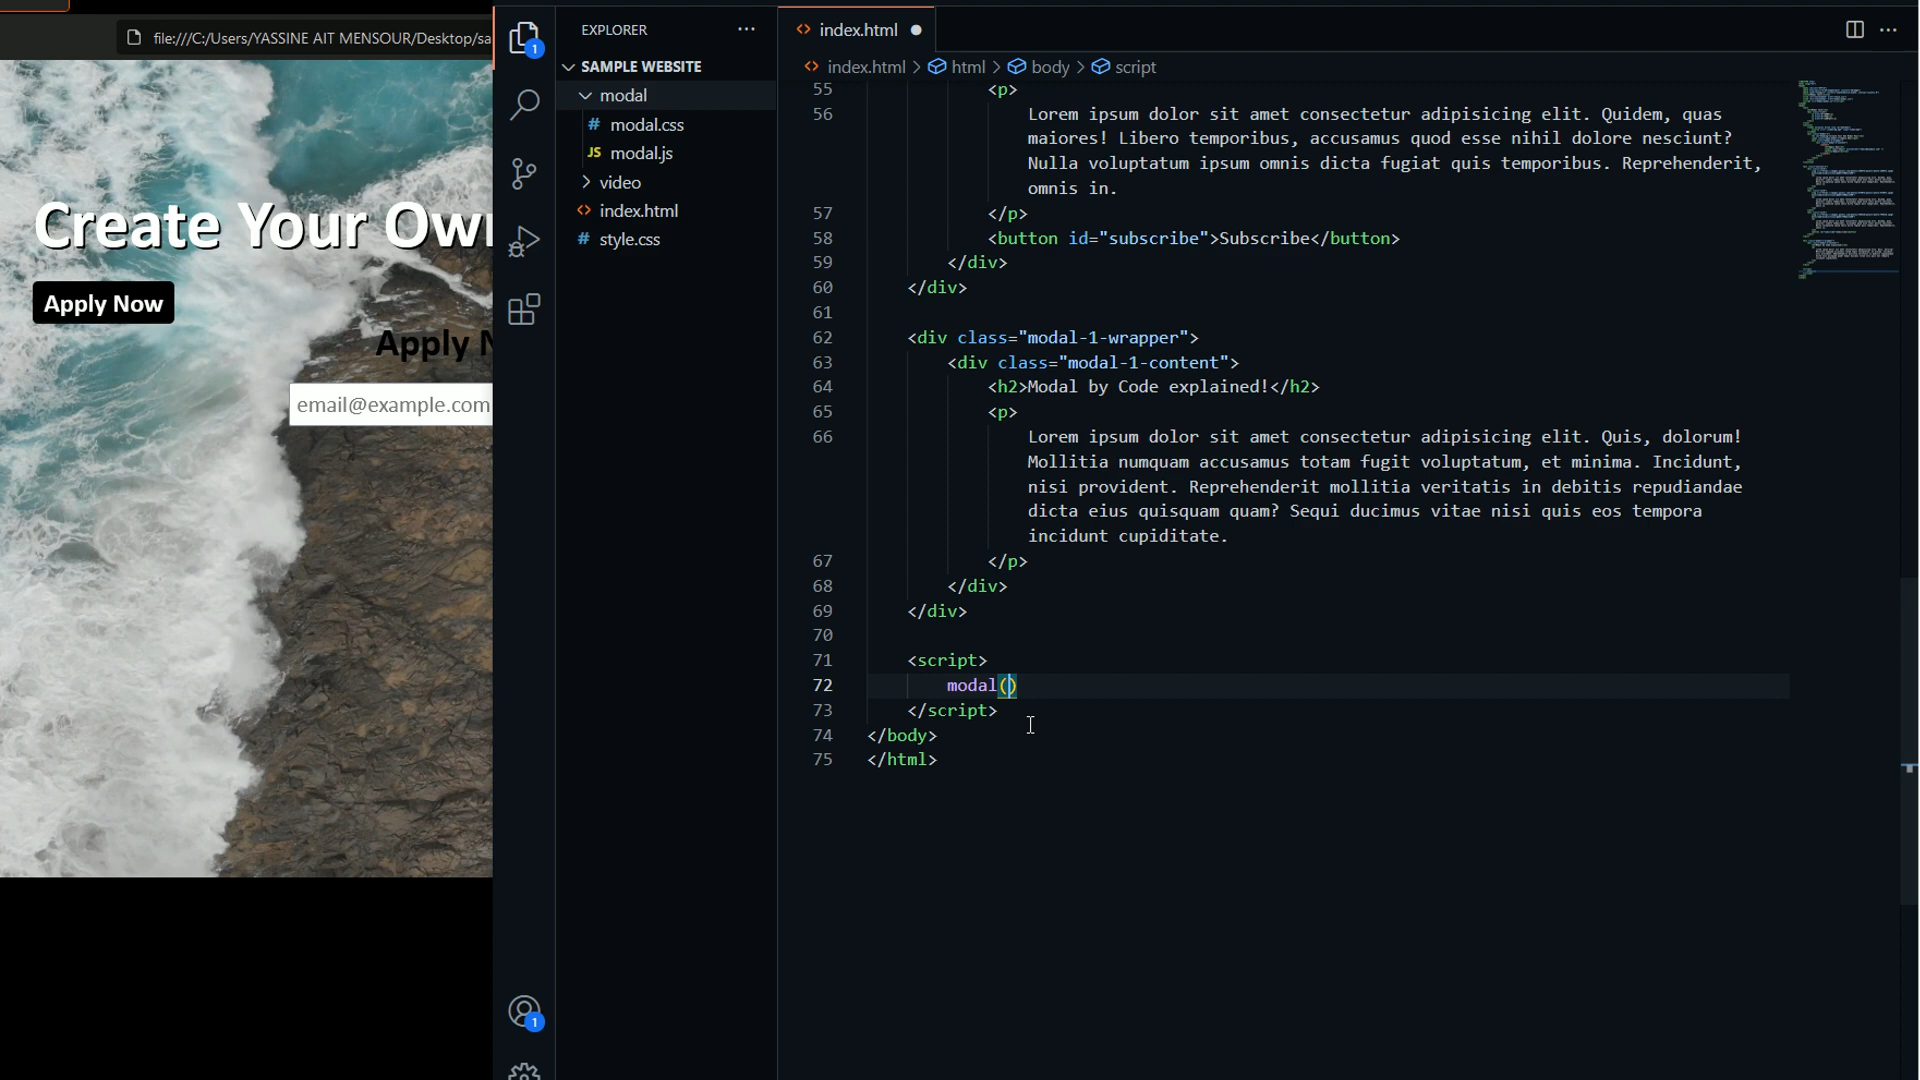 file:///C:/Users/YASSINE AIT MENSOUR/Desktop/sa
Create Your Own
Apply Now
Apply N
email@example.com
1
1
EXPLORER
SAMPLE WEBSITE
modal
# modal.css
JS modal.js
video
<> index.html
# style.css
<> index.html
<> index.html > html > body > script
55 <p>
56 Lorem ipsum dolor sit amet consectetur adipisicing elit. Quidem, quas
maiores! Libero temporibus, accusamus quod esse nihil dolore nesciunt?
Nulla voluptatum ipsum omnis dicta fugiat quis temporibus. Reprehenderit,
omnis in.
57 </p>
58 <button id="subscribe">Subscribe</button>
59 </div>
60 </div>
61
62 <div class="modal-1-wrapper">
63 <div class="modal-1-content">
64 <h2>Modal by Code explained!</h2>
65 <p>
66 Lorem ipsum dolor sit amet consectetur adipisicing elit. Quis, dolorum!
Mollitia numquam accusamus totam fugit voluptatum, et minima. Incidunt,
nisi provident. Reprehenderit mollitia veritatis in debitis repudiandae
dicta eius quisquam quam? Sequi ducimus vitae nisi quis eos tempora
incidunt cupiditate.
67 </p>
68 </div>
69 </div>
70
71 <script>
72 modal()
73 </script>
74 </body>
75 </html>